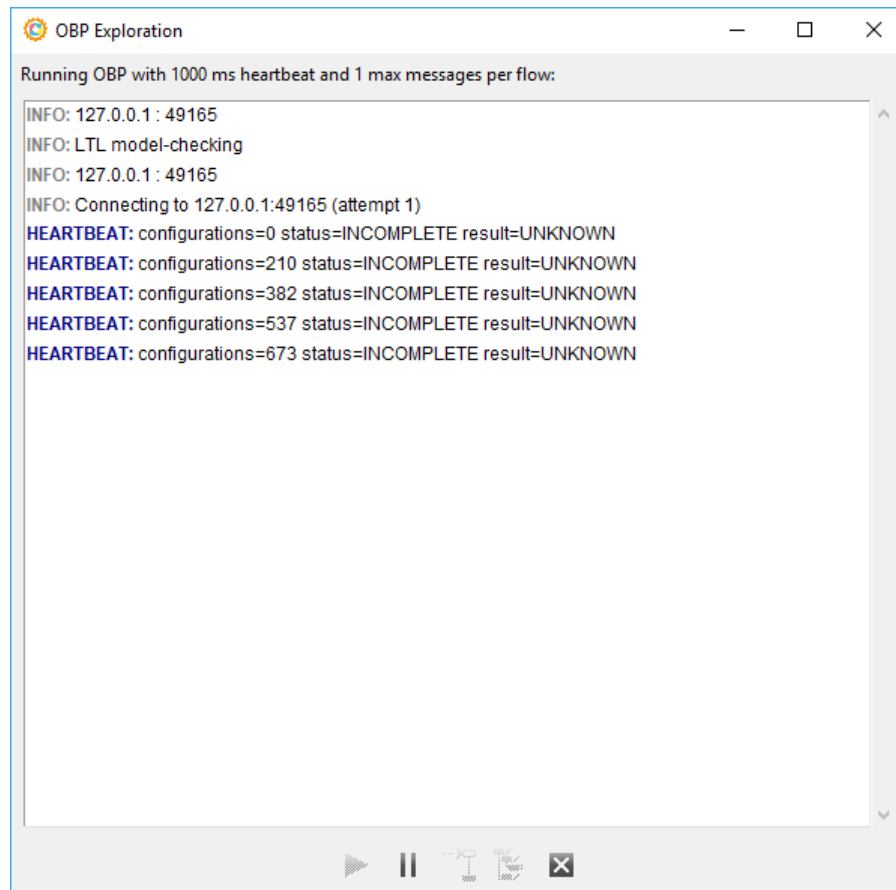 OBP Exploration
Running OBP with 1000 ms heartbeat and 1 max messages per flow:
INFO: 127.0.0.1 : 49165
INFO: LTL model-checking
INFO: 127.0.0.1 : 49165
INFO: Connecting to 127.0.0.1:49165 (attempt 1)
HEARTBEAT: configurations=0 status=INCOMPLETE result=UNKNOWN
HEARTBEAT: configurations=210 status=INCOMPLETE result=UNKNOWN
HEARTBEAT: configurations=382 status=INCOMPLETE result=UNKNOWN
HEARTBEAT: configurations=537 status=INCOMPLETE result=UNKNOWN
HEARTBEAT: configurations=673 status=INCOMPLETE result=UNKNOWN